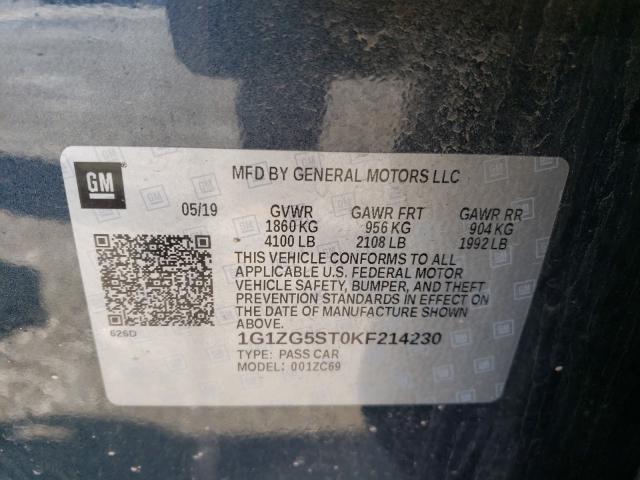 GM
MFD BY GENERAL MOTORS LLC
05/19 GVWR GAWR FRT GAWR RR
1860 KG 956 KG 904 KG
4100 LB 2108 LB 1992 LB
THIS VEHICLE CONFORMS TO ALL
APPLICABLE U.S. FEDERAL MOTOR
VEHICLE SAFETY, BUMPER, AND THEFT
PREVENTION STANDARDS IN EFFECT ON
THE DATE OF MANUFACTURE SHOWN
ABOVE.
626D
1G1ZG5ST0KF214230
TYPE: PASS CAR
MODEL: 001ZC69